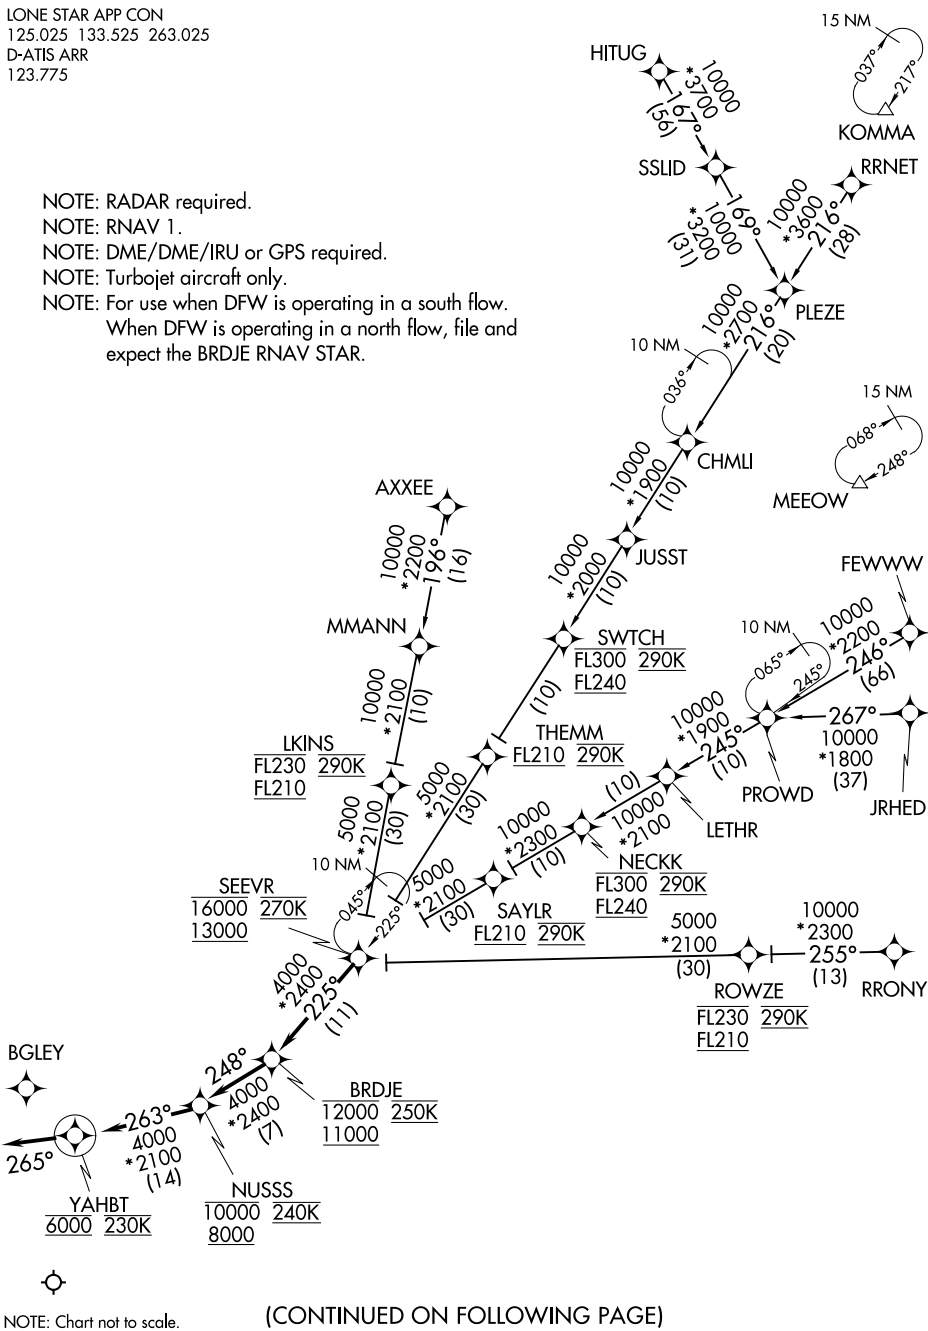 LONE STAR APP CON
125.025 133.525 263.025
D-ATIS ARR
123.775
NOTE: RADAR required.
NOTE: RNAV 1.
NOTE: DME/DME/IRU or GPS required.
NOTE: Turbojet aircraft only.
NOTE: For use when DFW is operating in a south flow.
When DFW is operating in a north flow, file and
expect the BRDJE RNAV STAR.
HITUG
10000
*3700
167°
(56)
15 NM
037°
217°
KOMMA
SSLID
169°
10000
*3200
(31)
RRNET
10000
*3600
216°
(28)
PLEZE
10000
*2700
216°
(20)
10 NM
036°
CHMLI
10000
*1900
(10)
15 NM
068°
248°
MEEOW
JUSST
10000
*2000
(10)
AXXEE
10000
*2200
196°
(16)
MMANN
10000
*2100
(10)
SWTCH
FL300 290K
FL240
(10)
FEWWW
10000
*2200
246°
(66)
10 NM
065°
245°
267°
10000
*1800
(37)
JRHED
PROWD
10000
*1900
245°
(10)
LETHR
(10)
10000
*2100
THEMM
FL210 290K
5000
*2100
(30)
LKINS
FL230 290K
FL210
5000
*2100
(30)
NECKK
FL300 290K
FL240
10000
*2300
(10)
SAYLR
FL210 290K
5000
*2100
(30)
10 NM
045°
225°
SEEVR
16000 270K
13000
5000
*2100
(30)
ROWZE
FL230 290K
FL210
10000
*2300
255°
(13)
RRONY
4000
*2400
225°
(11)
BRDJE
12000 250K
11000
248°
4000
*2400
(7)
BGLEY
NUSSS
10000 240K
8000
263°
4000
*2100
(14)
265°
YAHBT
6000 230K
NOTE: Chart not to scale.
(CONTINUED ON FOLLOWING PAGE)